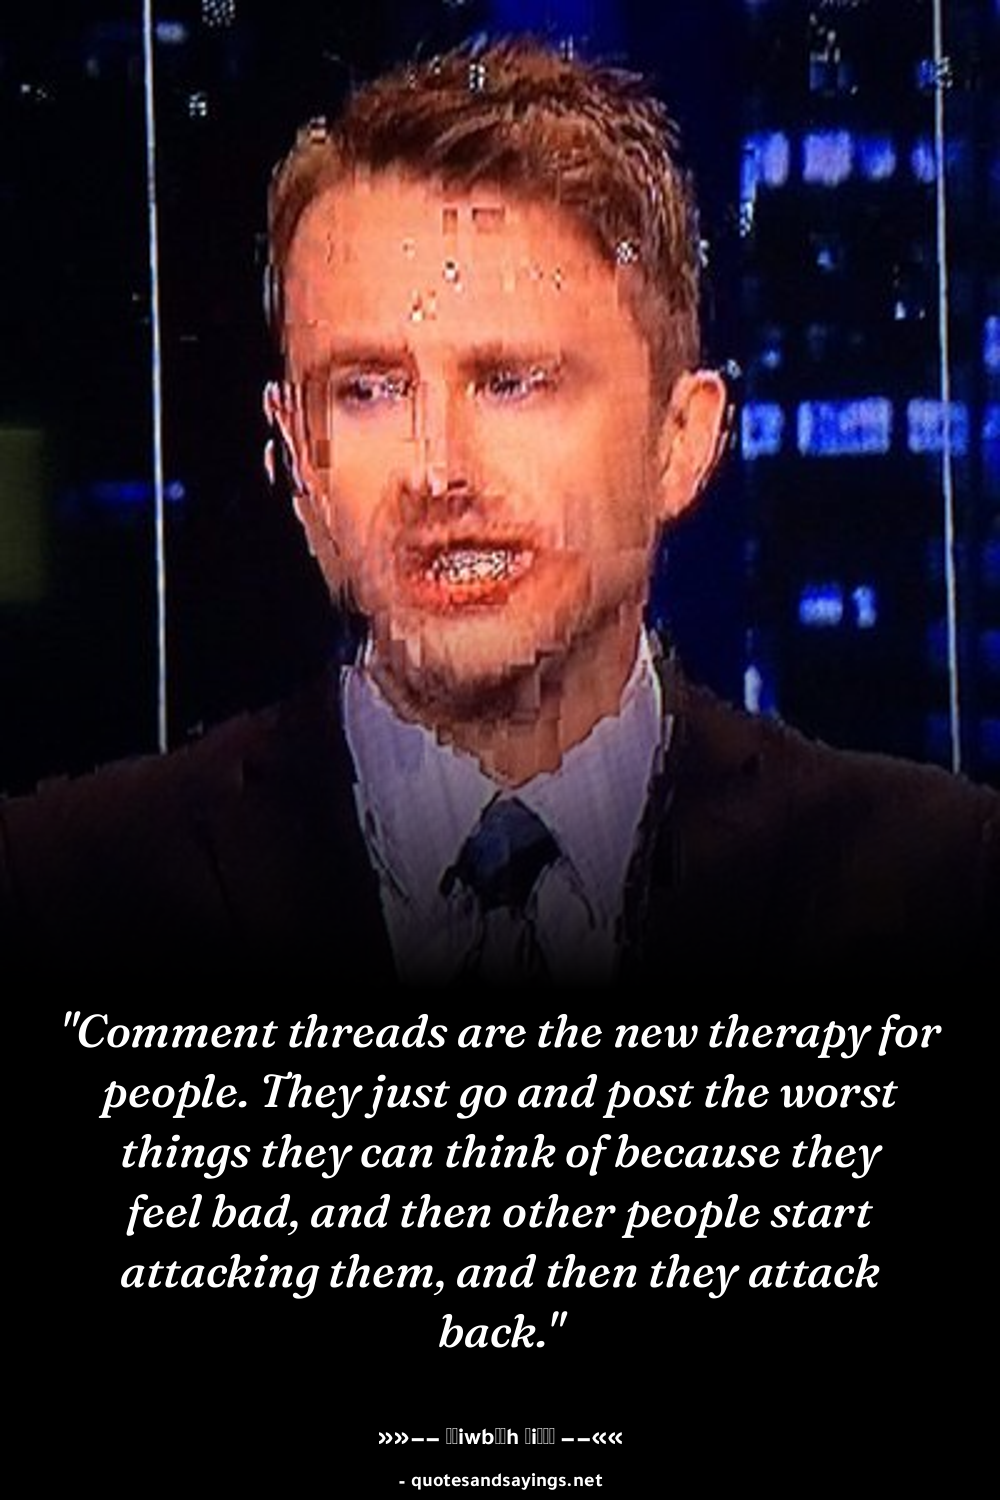 "Comment threads are the new therapy for
people. They just go and post the worst
things they can think of because they
feel bad, and then other people start
attacking them, and then they attack
back."
- quotesandsayings.net